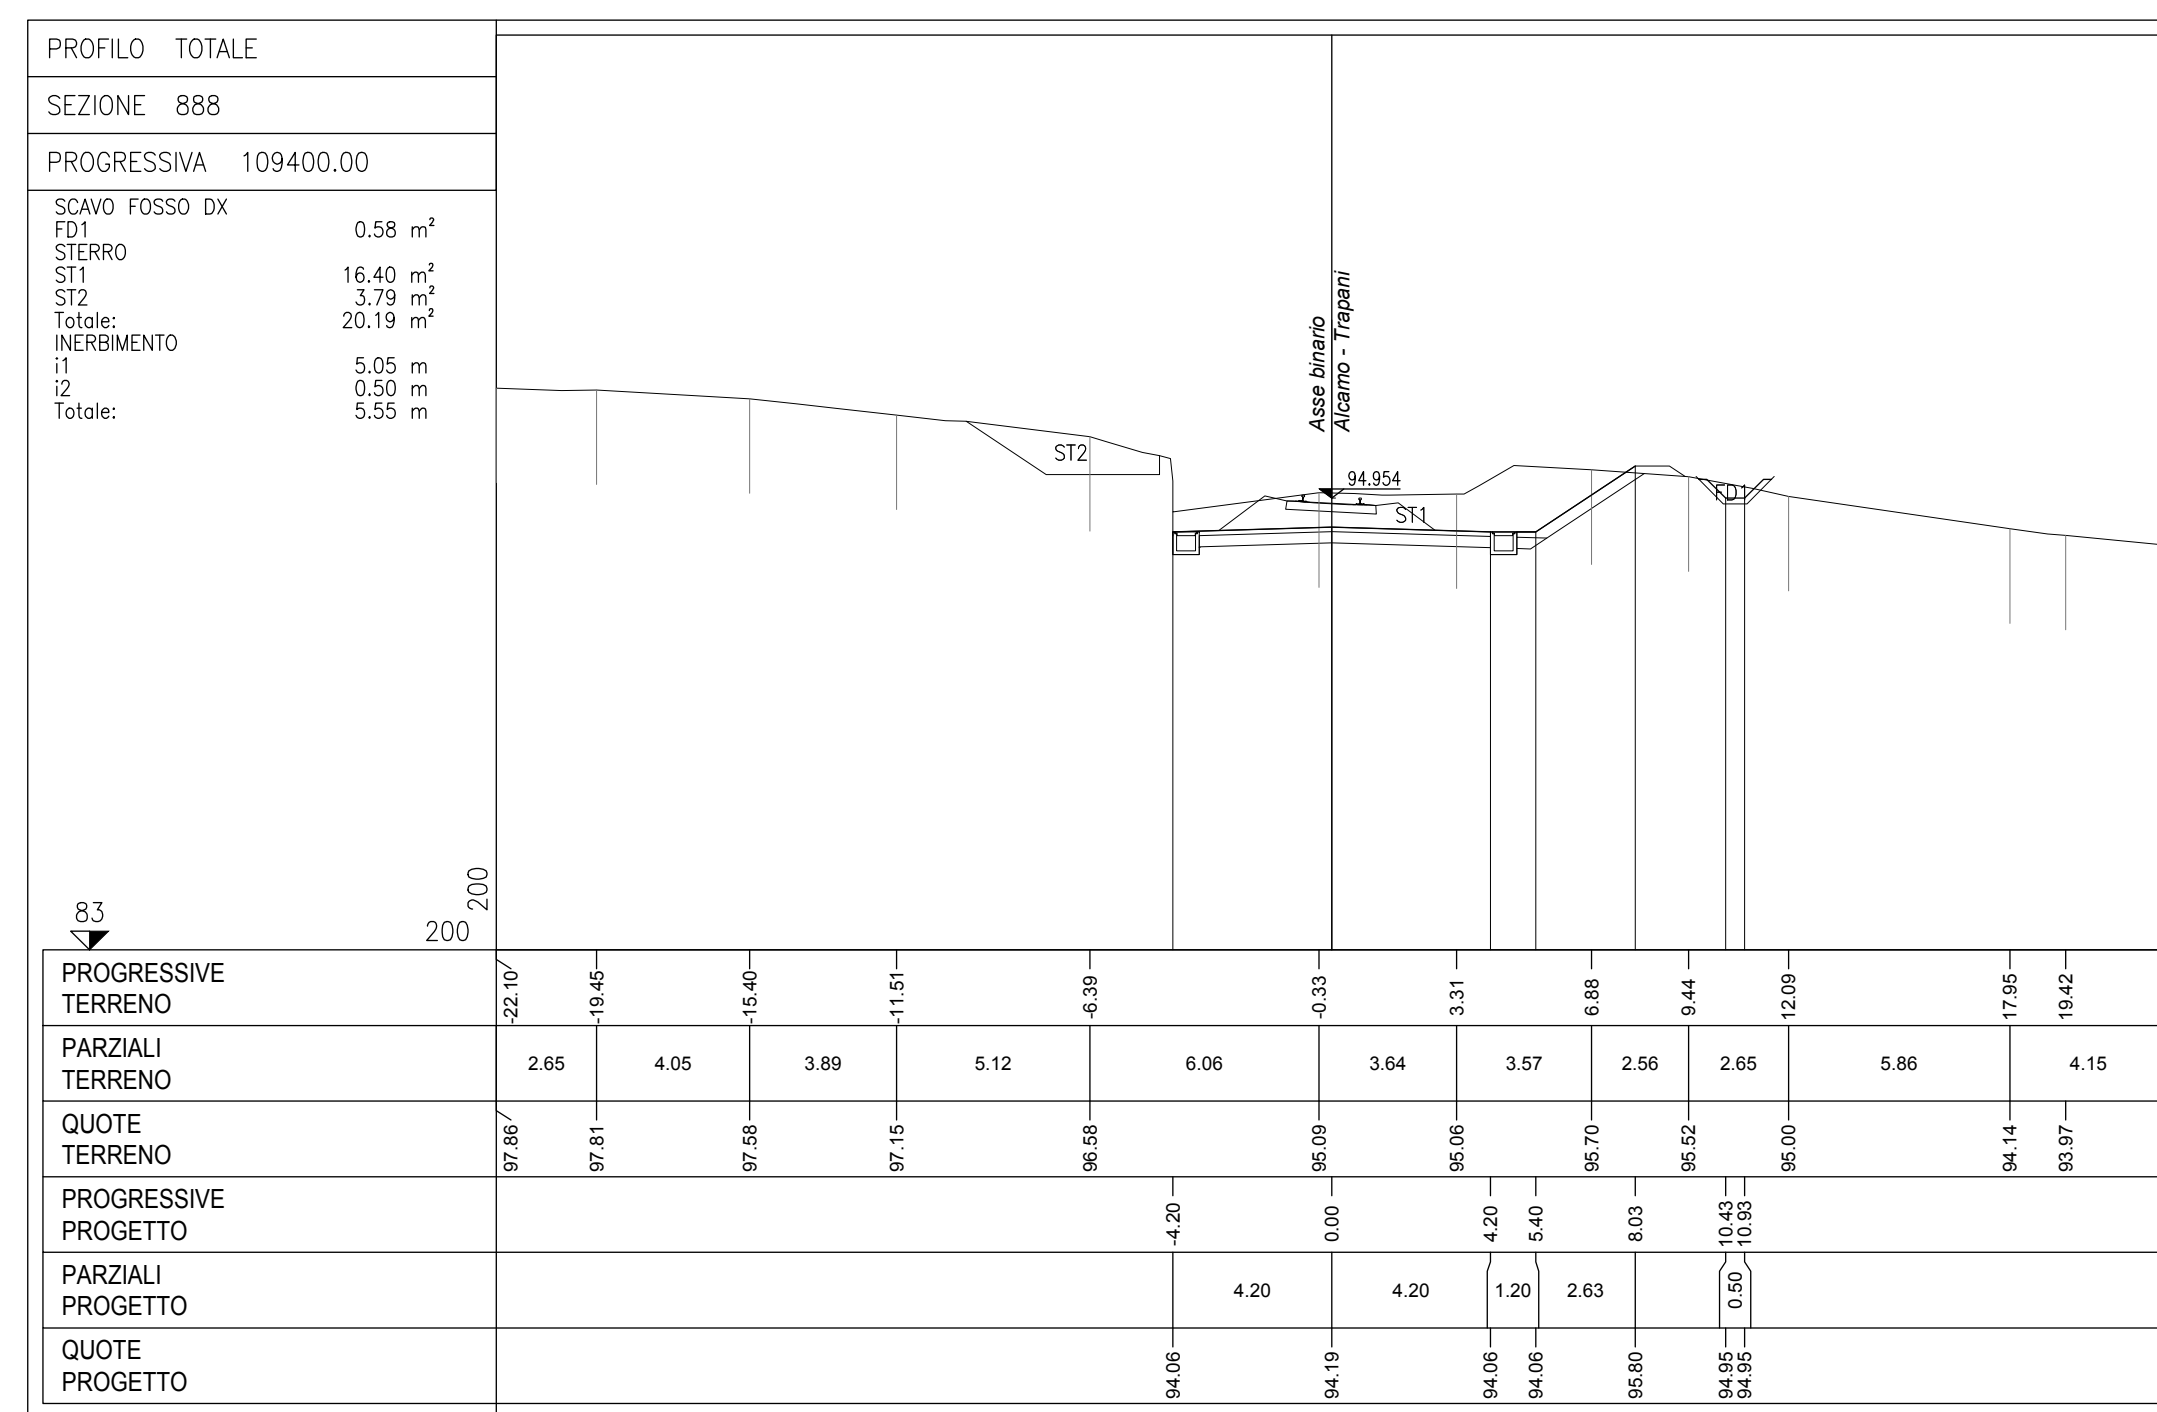 PROFILO TOTALE
SEZIONE 888
PROGRESSIVA 109400.00
SCAVO FOSSO DX
FD1 0.58 m²
STERRO
ST1 16.40 m²
ST2 3.79 m²
Totale: 20.19 m²
INERBIMENTO
i1 5.05 m
i2 0.50 m
Totale: 5.55 m
Asse binario
Alcamo - Trapani
ST2
94.954
ST1
FD1
83
200
200
PROGRESSIVE
TERRENO
-22.10 -19.45 -15.40 -11.51 -6.39 -0.33 3.31 6.88 9.44 12.09 17.95 19.42
PARZIALI
TERRENO
2.65 4.05 3.89 5.12 6.06 3.64 3.57 2.56 2.65 5.86 4.15
QUOTE
TERRENO
97.86 97.81 97.58 97.15 96.58 95.09 95.06 95.70 95.52 95.00 94.14 93.97
PROGRESSIVE
PROGETTO
-4.20 0.00 4.20 5.40 8.03 10.43 10.93
PARZIALI
PROGETTO
4.20 4.20 1.20 2.63 0.50
QUOTE
PROGETTO
94.06 94.19 94.06 94.06 95.80 94.95 94.95